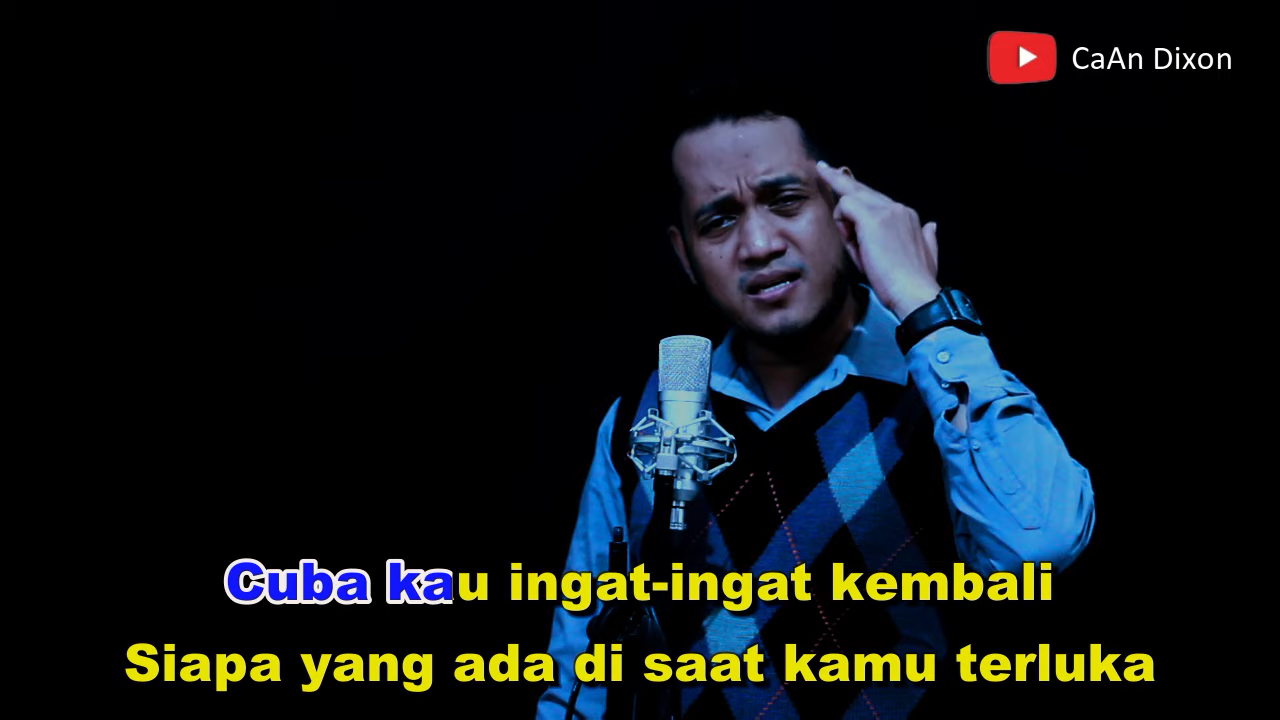 CaAn Dixon
Cuba kau ingat-ingat kembali
Siapa yang ada di saat kamu terluka